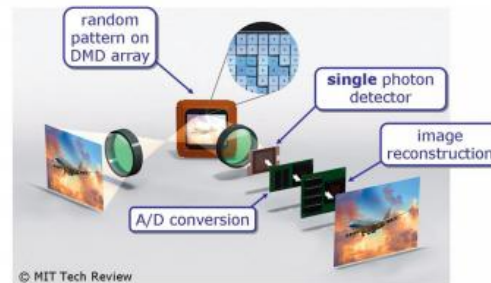 random
pattern on
DMD array
single photon
detector
image
reconstruction
A/D conversion
© MIT Tech Review